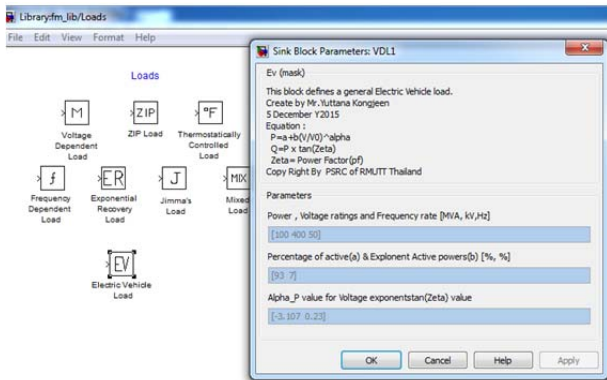 Library:fm_lib/Loads
File Edit View Format Help
Loads
M
Voltage
Dependent
Load
ZIP
ZIP Load
°F
Thermostatically
Controlled
Load
f
Frequency
Dependent
Load
ER
Exponential
Recovery
Load
J
Jimma's
Load
MIX
Mixed
Load
EV
Electric Vehicle
Load
Sink Block Parameters: VDL1
Ev (mask)
This block defines a general Electric Vehicle load.
Create by Mr.Yuttana Kongjeen
5 December Y2015
Equation :
P=a+b(V/V0)^alpha
Q=P x tan(Zeta)
Zeta= Power Factor(pf)
Copy Right By PSRC of RMUTT Thailand
Parameters
Power , Voltage ratings and Frequency rate [MVA, kV,Hz]
[100 400 50]
Percentage of active(a) & Explonent Active powers(b) [%, %]
[93 7]
Alpha_P value for Voltage exponentstan(Zeta) value
[-3.107 0.23]
OK Cancel Help Apply